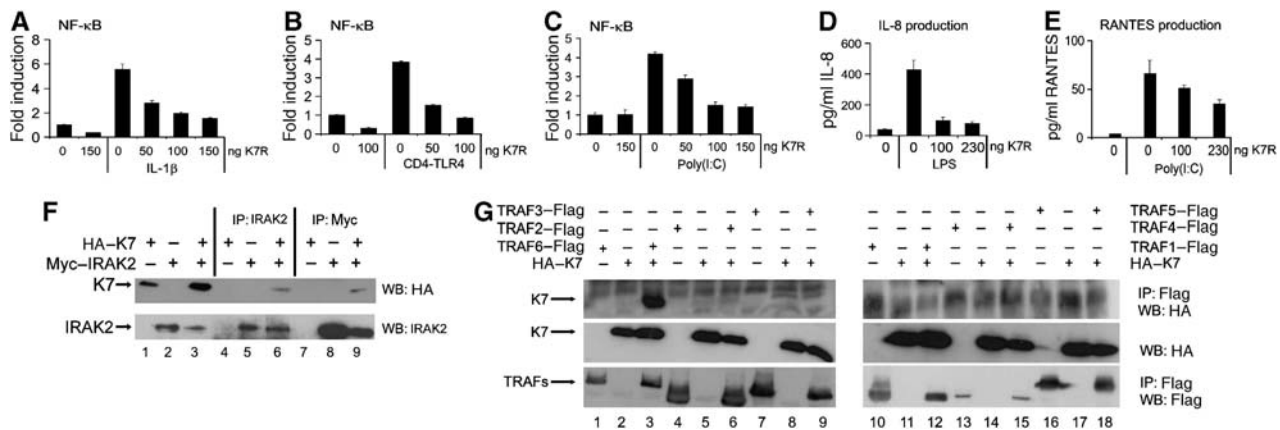 A
NF-κB
Fold induction
6
4
2
0
0 150 0 50 100 150 ng K7R
IL-1β
B
NF-κB
Fold induction
4
3
2
1
0
0 100 0 50 100 ng K7R
CD4-TLR4
C
NF-κB
Fold induction
5
4
3
2
1
0
0 150 0 50 100 150 ng K7R
Poly(I:C)
D
IL-8 production
pg/ml IL-8
600
400
200
0
0 0 100 230 ng K7R
LPS
E
RANTES production
pg/ml RANTES
100
50
0
0 0 100 230 ng K7R
Poly(I:C)
F
IP: IRAK2 IP: Myc
HA–K7 + – + + – + + – +
Myc–IRAK2 – + + – + + – + +
K7 WB: HA
IRAK2 WB: IRAK2
1 2 3 4 5 6 7 8 9
G
TRAF3–Flag – – – – – – + – + – – – – – – + – + TRAF5–Flag
TRAF2–Flag – – – + – + – – – – – – + – + – – – TRAF4–Flag
TRAF6–Flag + – + – – – – – – + – + – – – – – – TRAF1–Flag
HA–K7 – + + – + + – + + – + + – + + – + + HA–K7
K7 IP: Flag
WB: HA
K7 WB: HA
TRAFs IP: Flag
WB: Flag
1 2 3 4 5 6 7 8 9 10 11 12 13 14 15 16 17 18